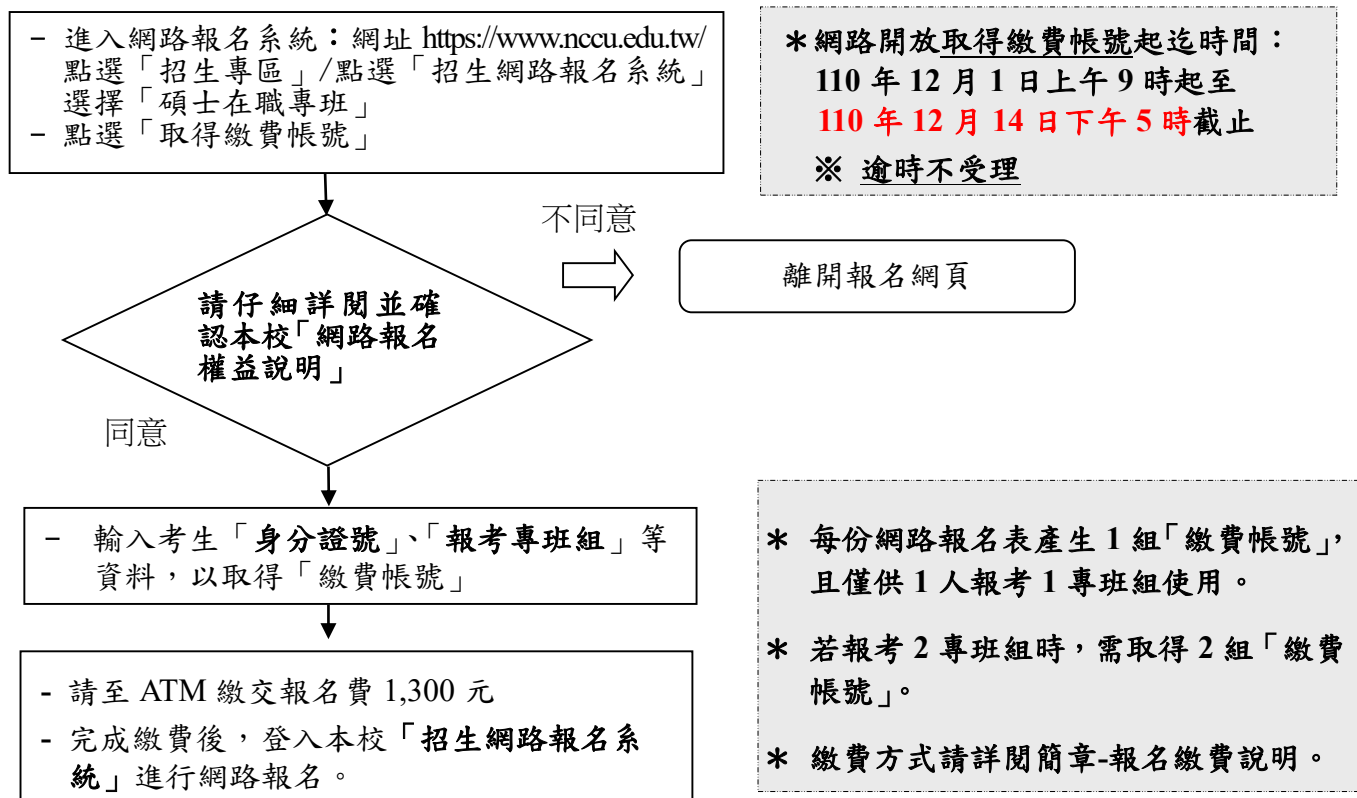 - 進入網路報名系統：網址 https://www.nccu.edu.tw/
點選「招生專區」/點選「招生網路報名系統」
選擇「碩士在職專班」
- 點選「取得繳費帳號」
＊網路開放取得繳費帳號起迄時間：
110 年 12 月 1 日上午 9 時起至
110 年 12 月 14 日下午 5 時截止
※ 逾時不受理
不同意
離開報名網頁
請仔細詳閱並確
認本校「網路報名
權益說明」
同意
- 輸入考生「身分證號」、「報考專班組」等
資料，以取得「繳費帳號」
＊ 每份網路報名表產生 1 組「繳費帳號」，
且僅供 1 人報考 1 專班組使用。
＊ 若報考 2 專班組時，需取得 2 組「繳費
帳號」。
＊ 繳費方式請詳閱簡章-報名繳費說明。
- 請至 ATM 繳交報名費 1,300 元
- 完成繳費後，登入本校「招生網路報名系
統」進行網路報名。